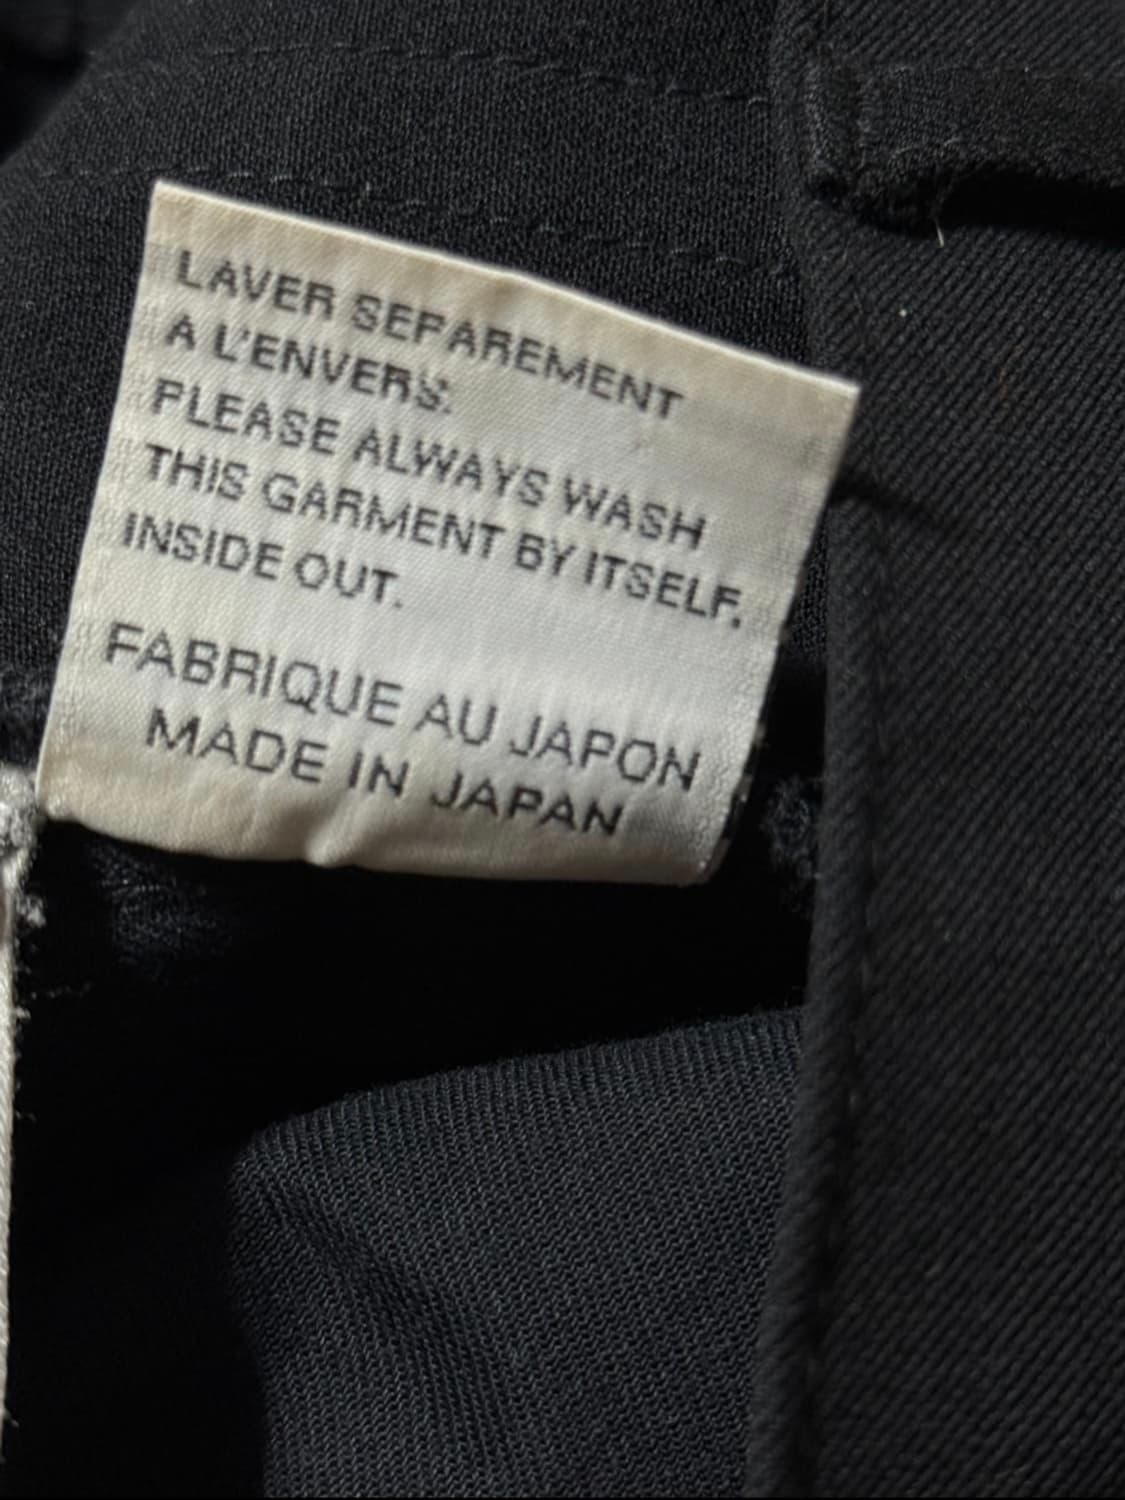 LAVER SEPAREMENT
A L'ENVERS.
PLEASE ALWAYS WASH
THIS GARMENT BY ITSELF,
INSIDE OUT.
FABRIQUE AU JAPON
MADE IN JAPAN